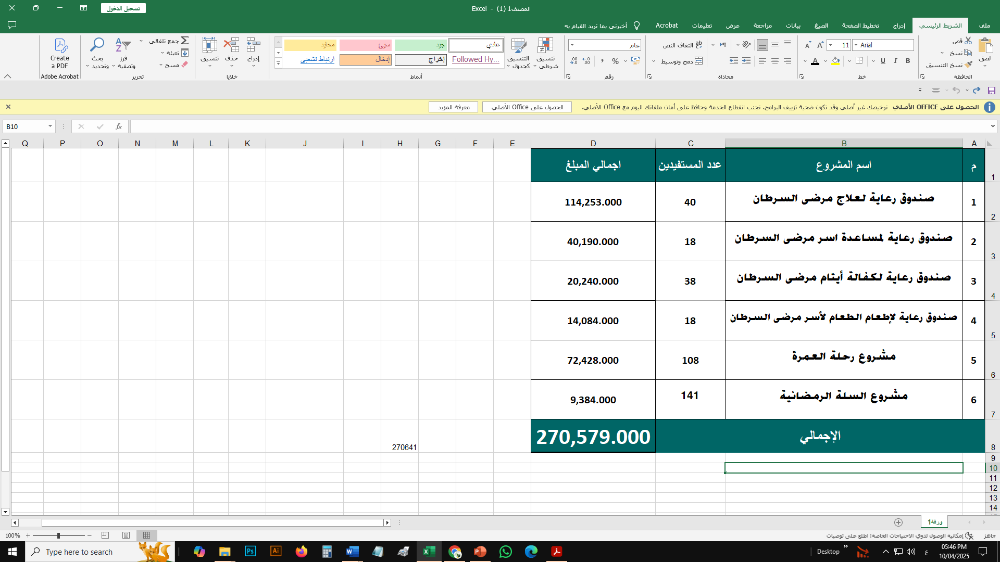 تسجيل الدخول
المصنف1 (1) - Excel
ملف
الشريط الرئيسي
إدراج
تخطيط الصفحة
الصيغ
بيانات
مراجعة
عرض
تعليمات
Acrobat
أخبرني بما تريد القيام به
لصق
قص
نسخ
نسخ التنسيق
الحافظة
Arial
11
B I U
خط
التفاف النص
دمج وتوسيط
محاذاة
عام
%
رقم
تنسيق شرطي
التنسيق كجدول
عادي
جيد
سيئ
محايد
Followed Hy...
إخراج
إدخال
ارتباط تشعبي
أنماط
إدراج
حذف
تنسيق
خلايا
جمع تلقائي
تعبئة
مسح
فرز وتصفية
بحث وتحديد
تحرير
Create a PDF
Adobe Acrobat
الحصول على OFFICE الأصلي ترخيصك غير أصلي وقد تكون ضحية تزييف البرامج. تجنب انقطاع الخدمة وحافظ على أمان ملفاتك اليوم مع Office الأصلي.
الحصول على Office الأصلي
معرفة المزيد
B10
fx
A B C D E F G H I J K L M N O P Q
م اسم المشروع عدد المستفيدين اجمالي المبلغ
1 صندوق رعاية لعلاج مرضى السرطان 40 114,253.000
2 صندوق رعاية لمساعدة اسر مرضى السرطان 18 40,190.000
3 صندوق رعاية لكفالة أيتام مرضى السرطان 38 20,240.000
4 صندوق رعاية لإطعام الطعام لأسر مرضى السرطان 18 14,084.000
5 مشروع رحلة العمرة 108 72,428.000
6 مشروع السلة الرمضانية 141 9,384.000
الإجمالي 270,579.000
270641
1
2
3
4
5
6
7
8
9
10
11
12
13
14
ورقة1
جاهز
إمكانية الوصول لذوي الاحتياجات الخاصة: اطلع على توصيات
100%
Type here to search
Desktop
ع
05:46 PM
10/04/2025